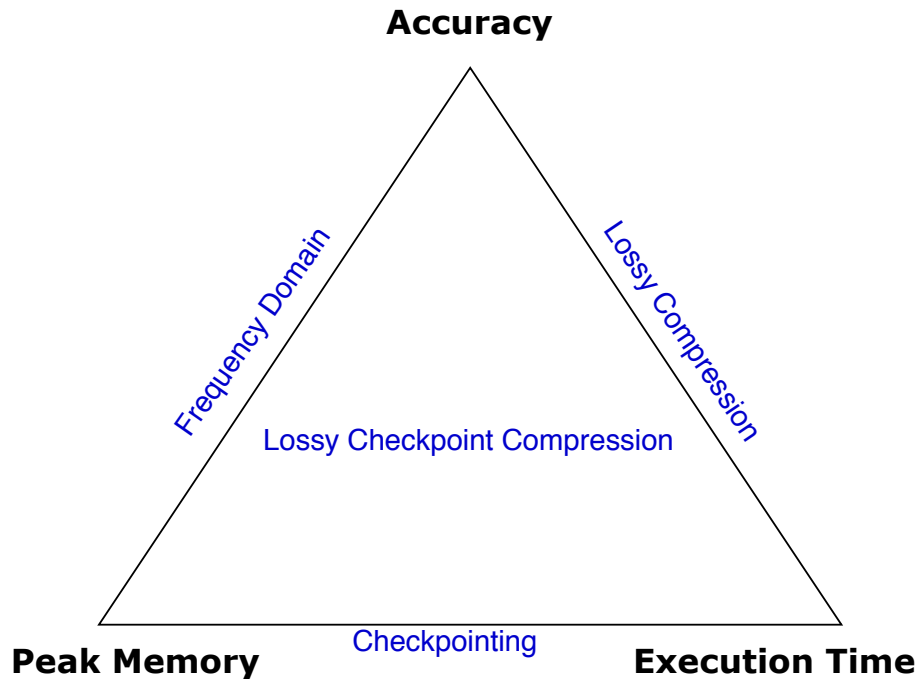 Accuracy
Frequency Domain
Lossy Compression
Lossy Checkpoint Compression
Checkpointing
Peak Memory
Execution Time